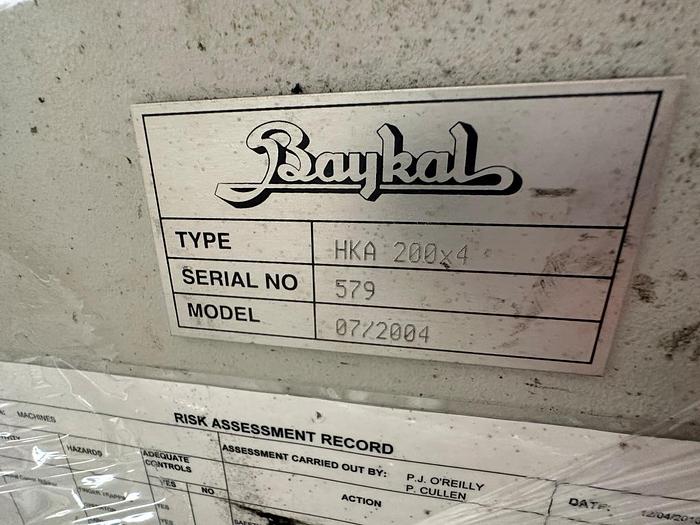 Baykal
TYPE HKA 200x4
SERIAL NO 579
MODEL 07/2004
RISK ASSESSMENT RECORD
MACHINES
HAZARDS
ADEQUATE CONTROLS
ASSESSMENT CARRIED OUT BY: P.J. O'REILLY
P. CULLEN
YES NO
ACTION
DATE:
YES